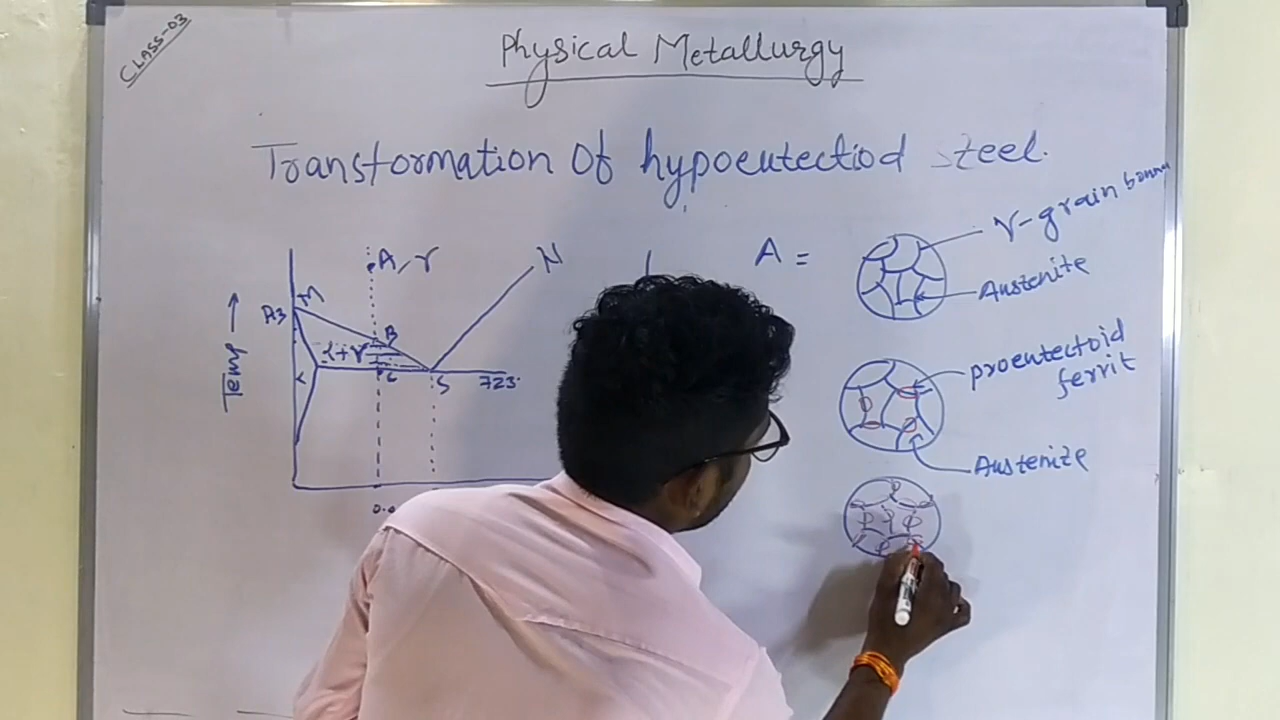 CLASS-03
Physical Metallurgy
Transformation of hypoeutectiod steel.
A =
γ-grain
Austenite
A, γ
N
A3
M
B
α+γ
C
S
723°
Temp →
α
proeutectoid
ferrit
Austenite